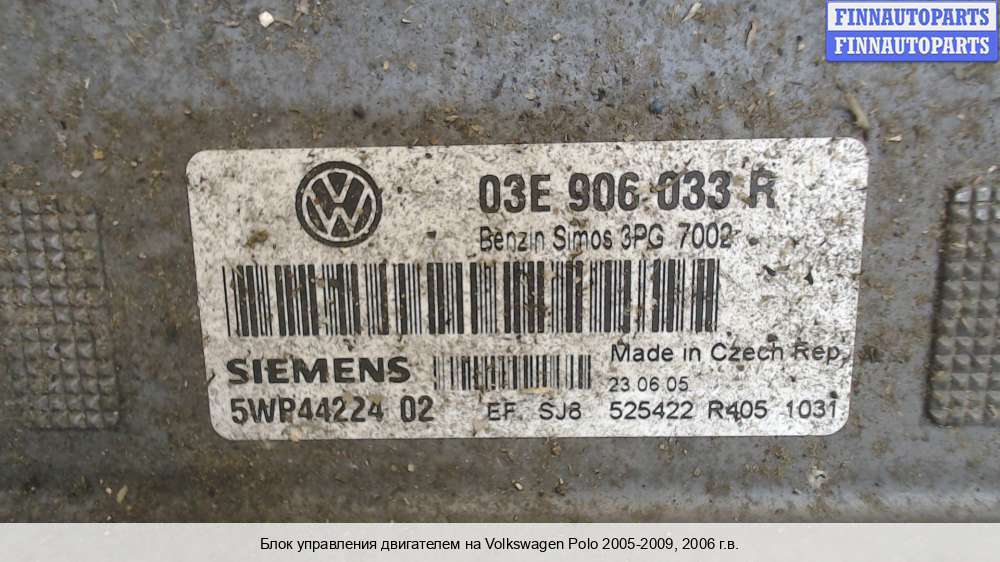 FINNAUTOPARTS
FINNAUTOPARTS
03E 906 033 R
Benzin Simos 3PG 7002
SIEMENS
Made in Czech Rep.
23 06 05
5WP44224 02 EF. SJ8 525422 R405 1031
Блок управления двигателем на Volkswagen Polo 2005-2009, 2006 г.в.